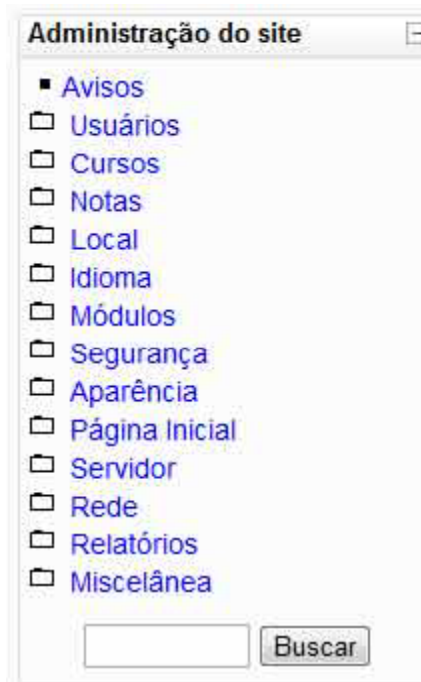 Administração do site
Avisos
Usuários
Cursos
Notas
Local
Idioma
Módulos
Segurança
Aparência
Página Inicial
Servidor
Rede
Relatórios
Miscelânea
Buscar